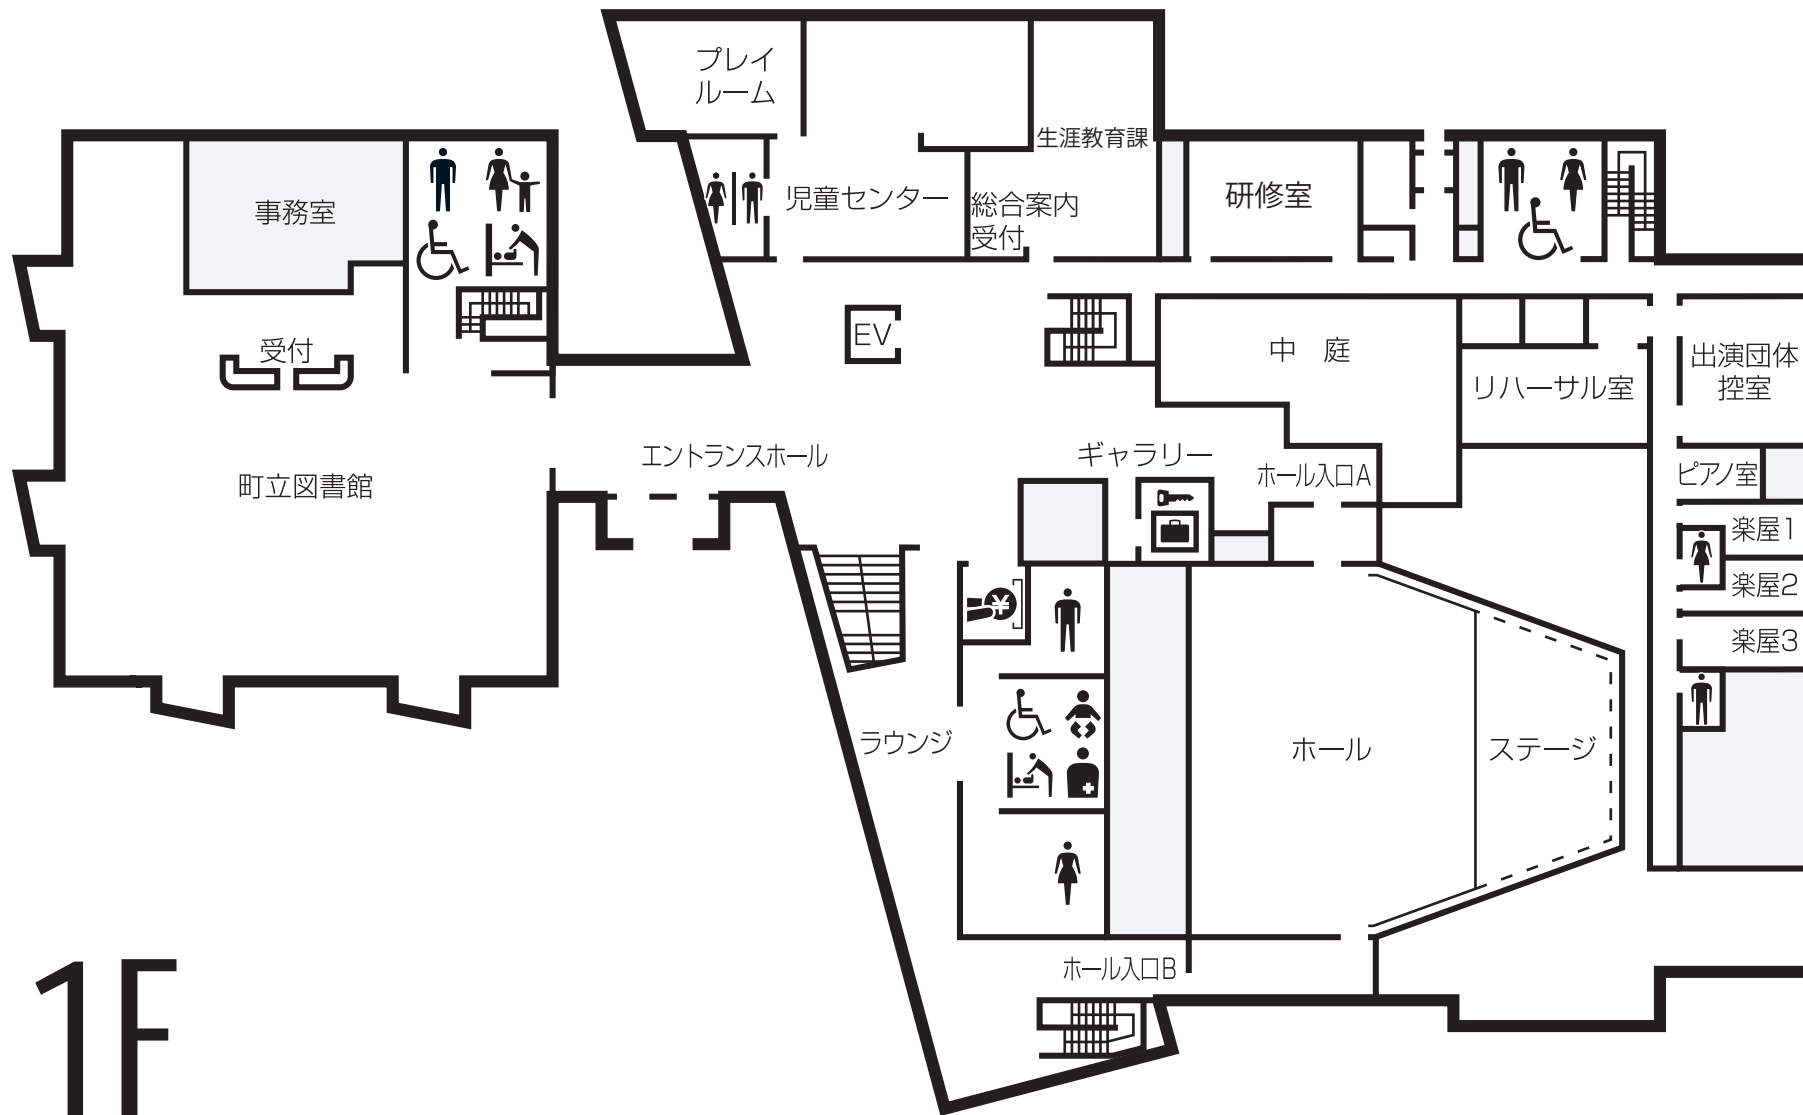 プレイ
ルーム
生涯教育課
児童センター
総合案内
受付
研修室
事務室
受付
EV
中 庭
リハーサル室
出演団体
控室
町立図書館
エントランスホール
ギャラリー
ホール入口A
ピアノ室
楽屋1
楽屋2
楽屋3
¥
ラウンジ
ホール
ステージ
ホール入口B
1F